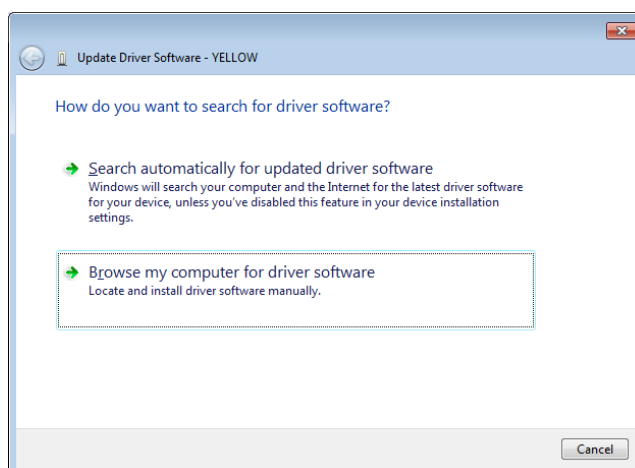 Update Driver Software - YELLOW
How do you want to search for driver software?
Search automatically for updated driver software
Windows will search your computer and the Internet for the latest driver software
for your device, unless you've disabled this feature in your device installation
settings.
Browse my computer for driver software
Locate and install driver software manually.
Cancel